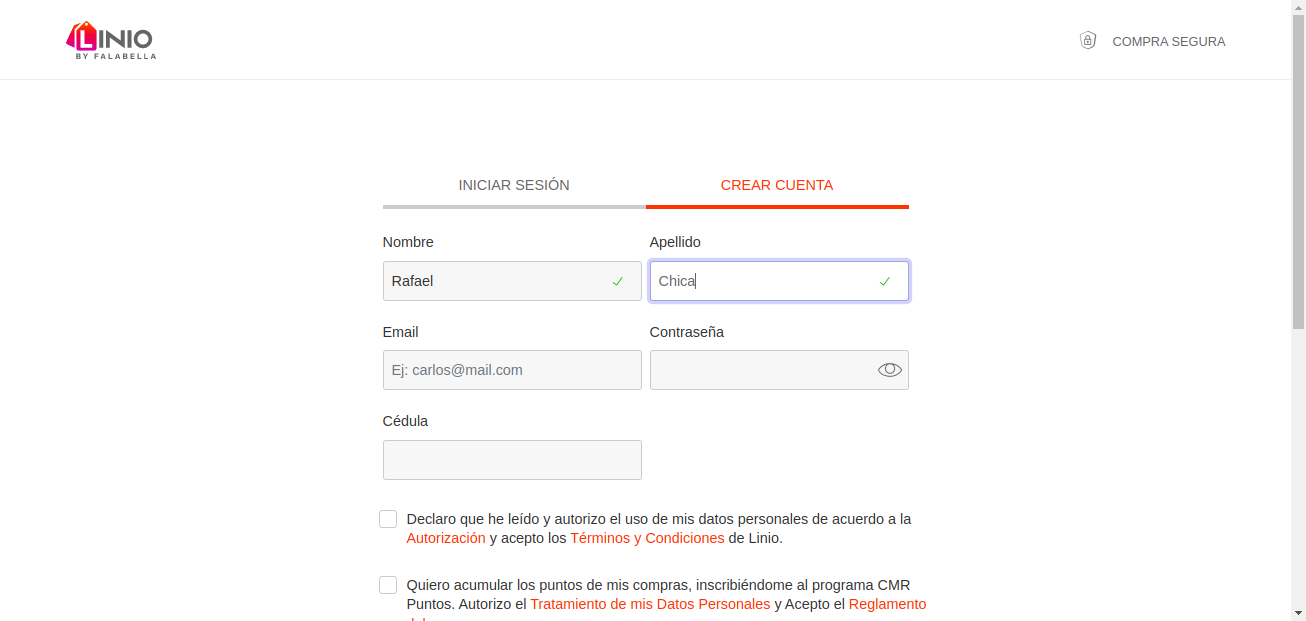 LINIO
BY FALABELLA
COMPRA SEGURA
INICIAR SESIÓN
CREAR CUENTA
Nombre
Apellido
Rafael
Chica
Email
Contraseña
Ej: carlos@mail.com
Cédula
Declaro que he leído y autorizo el uso de mis datos personales de acuerdo a la
Autorización y acepto los Términos y Condiciones de Linio.
Quiero acumular los puntos de mis compras, inscribiéndome al programa CMR
Puntos. Autorizo el Tratamiento de mis Datos Personales y Acepto el Reglamento